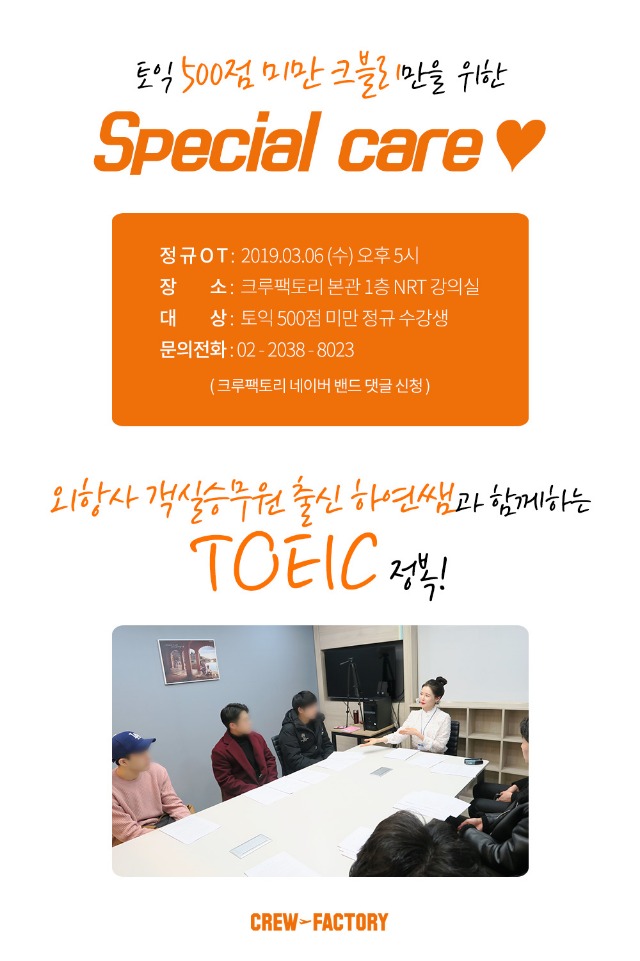 토익 500점 미만 크블리만을 위한
Special care ♥
정규OT : 2019.03.06 (수) 오후 5시
장 소 : 크루팩토리 본관 1층 NRT 강의실
대 상 : 토익 500점 미만 정규 수강생
문의전화 : 02 - 2038 - 8023
( 크루팩토리 네이버 밴드 댓글 신청 )
외항사 객실승무원 출신 하연쌤과 함께하는
TOEIC 정복!
CREW FACTORY